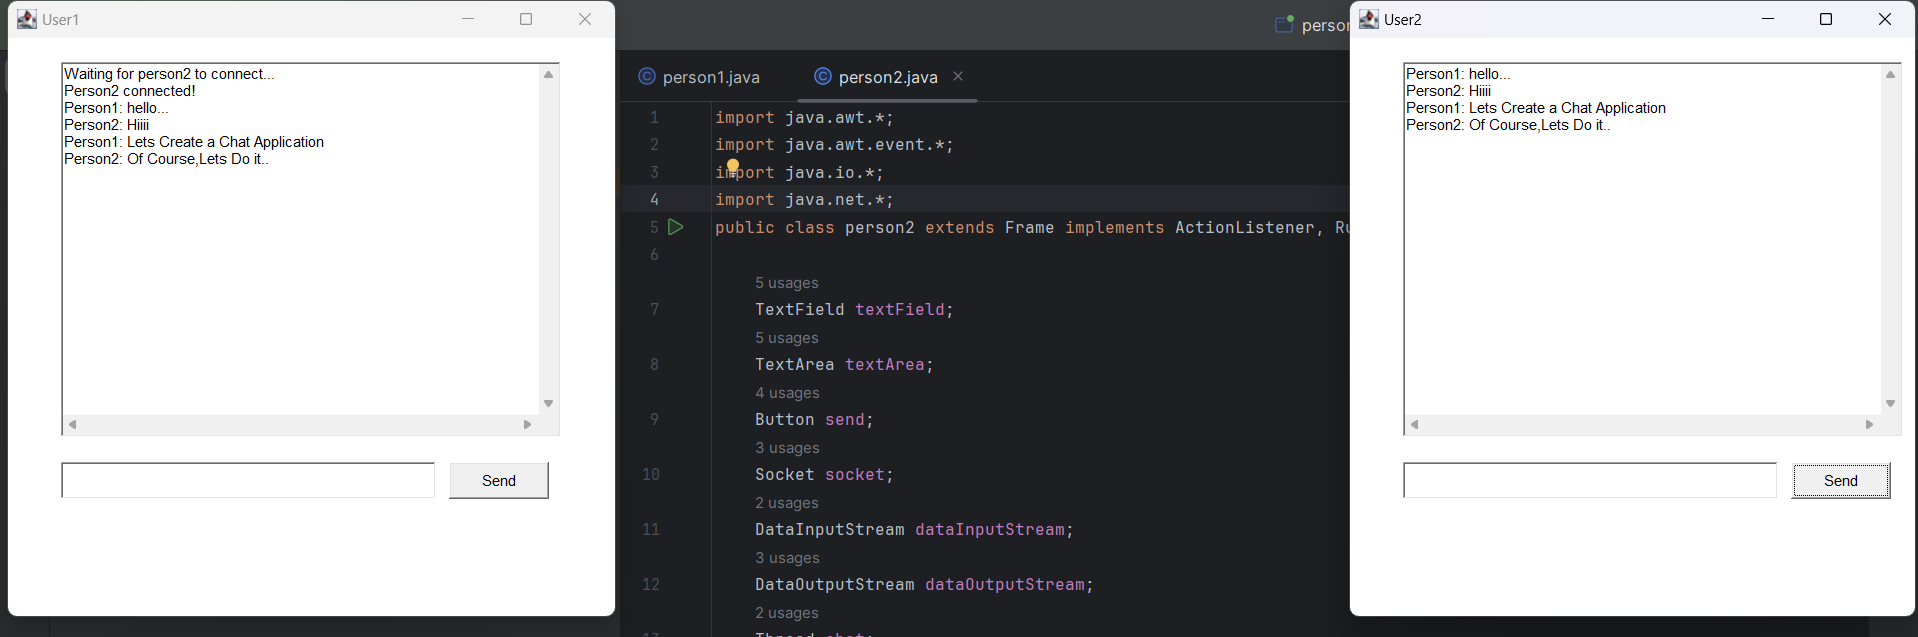 User1
Waiting for person2 to connect...
Person2 connected!
Person1: hello...
Person2: Hiiii
Person1: Lets Create a Chat Application
Person2: Of Course,Lets Do it..
Send
person1.java
person2.java
1 import java.awt.*;
2 import java.awt.event.*;
3 import java.io.*;
4 import java.net.*;
5 public class person2 extends Frame implements ActionListener, Ru
6
5 usages
7 TextField textField;
5 usages
8 TextArea textArea;
4 usages
9 Button send;
3 usages
10 Socket socket;
2 usages
11 DataInputStream dataInputStream;
3 usages
12 DataOutputStream dataOutputStream;
2 usages
User2
Person1: hello...
Person2: Hiiii
Person1: Lets Create a Chat Application
Person2: Of Course,Lets Do it..
Send